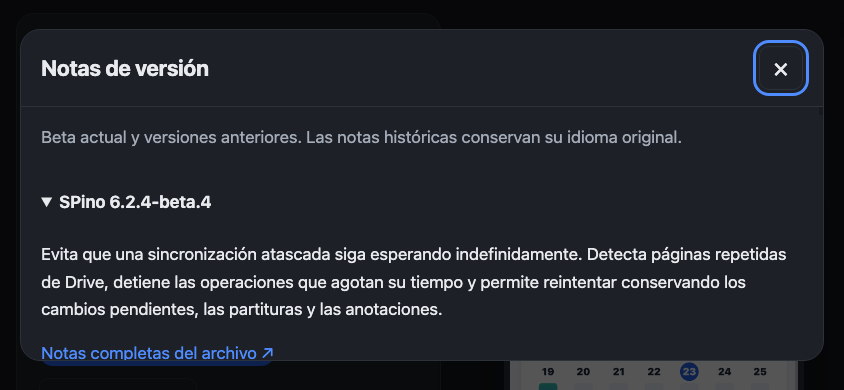 Notas de versión
×
Beta actual y versiones anteriores. Las notas históricas conservan su idioma original.
▼ SPino 6.2.4-beta.4
Evita que una sincronización atascada siga esperando indefinidamente. Detecta páginas repetidas
de Drive, detiene las operaciones que agotan su tiempo y permite reintentar conservando los
cambios pendientes, las partituras y las anotaciones.
Notas completas del archivo ↗
19 20 21 22 23 24 25